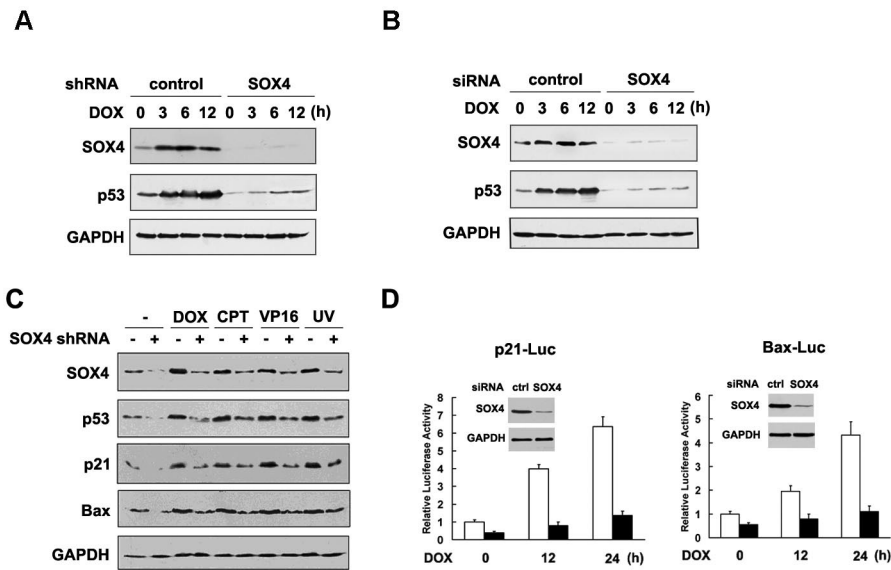 A
shRNA control SOX4
DOX 0 3 6 12 0 3 6 12 (h)
SOX4
p53
GAPDH
B
siRNA control SOX4
DOX 0 3 6 12 0 3 6 12 (h)
SOX4
p53
GAPDH
C
- DOX CPT VP16 UV
SOX4 shRNA - + - + - + - + - +
SOX4
p53
p21
Bax
GAPDH
D
p21-Luc
siRNA ctrl SOX4
SOX4
GAPDH
Relative Luciferase Activity
8
7
6
5
4
3
2
1
0
DOX 0 12 24 (h)
Bax-Luc
siRNA ctrl SOX4
SOX4
GAPDH
Relative Luciferase Activity
6
5
4
3
2
1
0
DOX 0 12 24 (h)